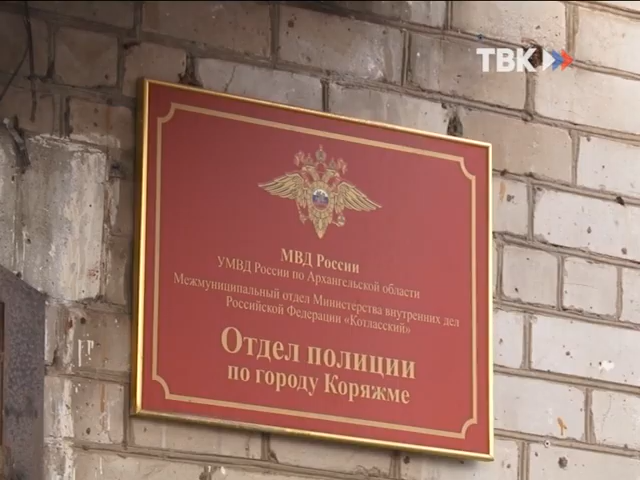 ТВК
МВД России
УМВД России по Архангельской области
Межмуниципальный отдел Министерства внутренних дел
Российской Федерации «Котласский»
Отдел полиции
по городу Коряжме